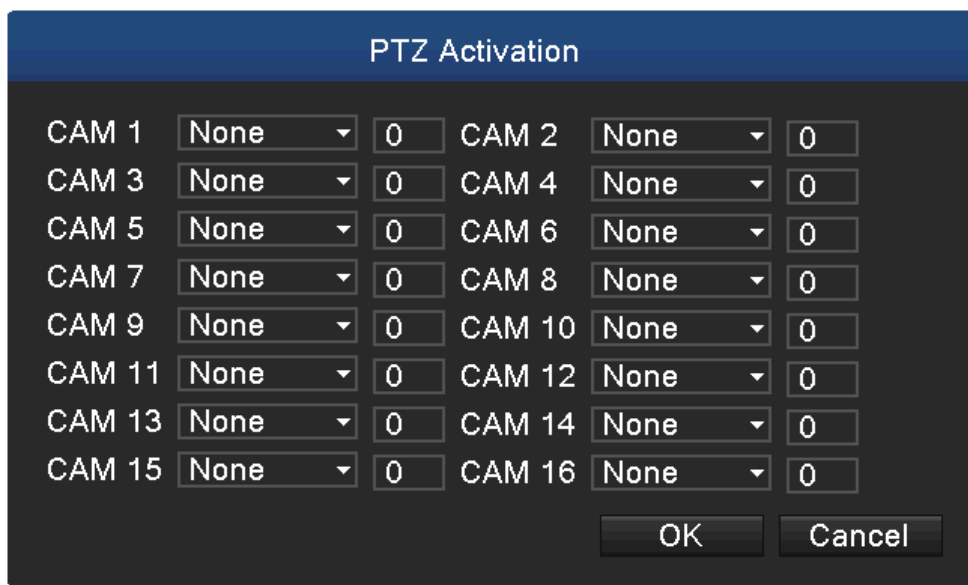 PTZ Activation
CAM 1 None 0 CAM 2 None 0
CAM 3 None 0 CAM 4 None 0
CAM 5 None 0 CAM 6 None 0
CAM 7 None 0 CAM 8 None 0
CAM 9 None 0 CAM 10 None 0
CAM 11 None 0 CAM 12 None 0
CAM 13 None 0 CAM 14 None 0
CAM 15 None 0 CAM 16 None 0
OK Cancel